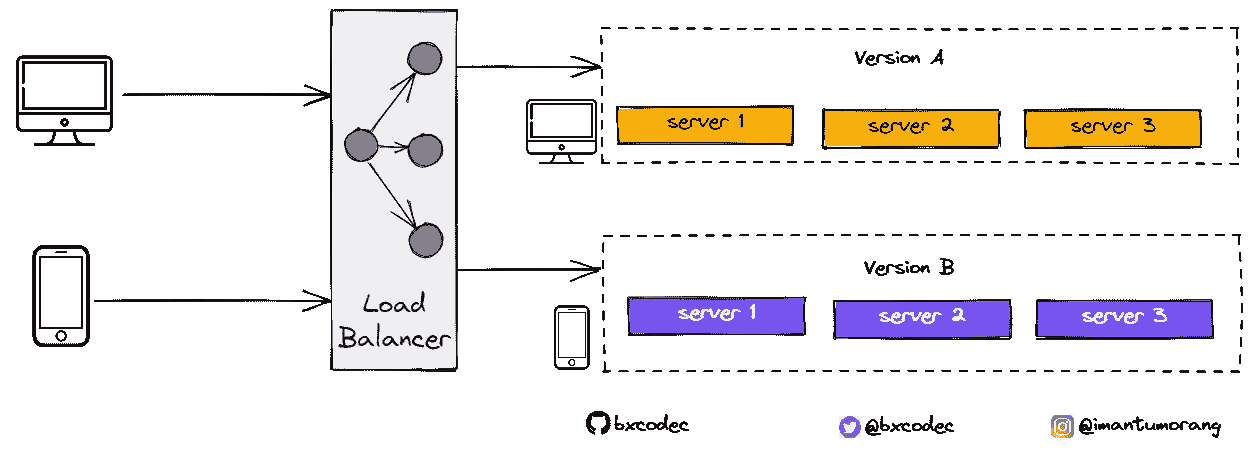 Version A
server 1
server 2
server 3
Load
Balancer
Version B
server 1
server 2
server 3
bxcodec
@bxcodec
@imantumorang